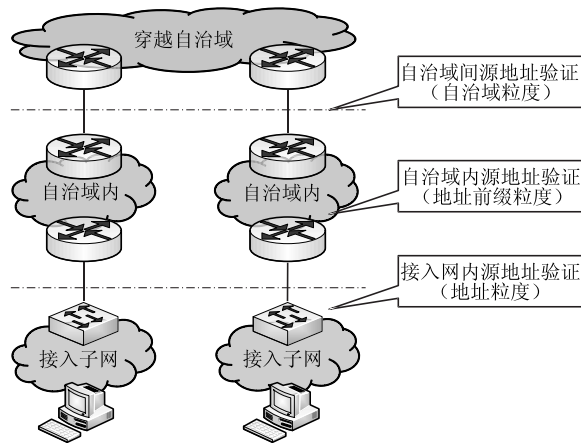 穿越自治域
自治域间源地址验证
（自治域粒度）
自治域内
自治域内
自治域内源地址验证
（地址前缀粒度）
接入网内源地址验证
（地址粒度）
接入子网
接入子网